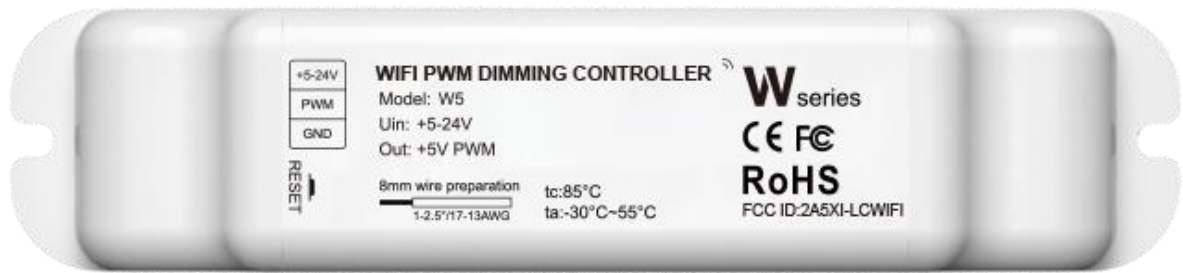 +5-24V
PWM
GND
RESET
WIFI PWM DIMMING CONTROLLER
Model: W5
Uin: +5-24V
Out: +5V PWM
8mm wire preparation
1-2.5"/17-13AWG
tc:85°C
ta:-30°C~55°C
W series
CE FC
RoHS
FCC ID:2A5XI-LCWIFI